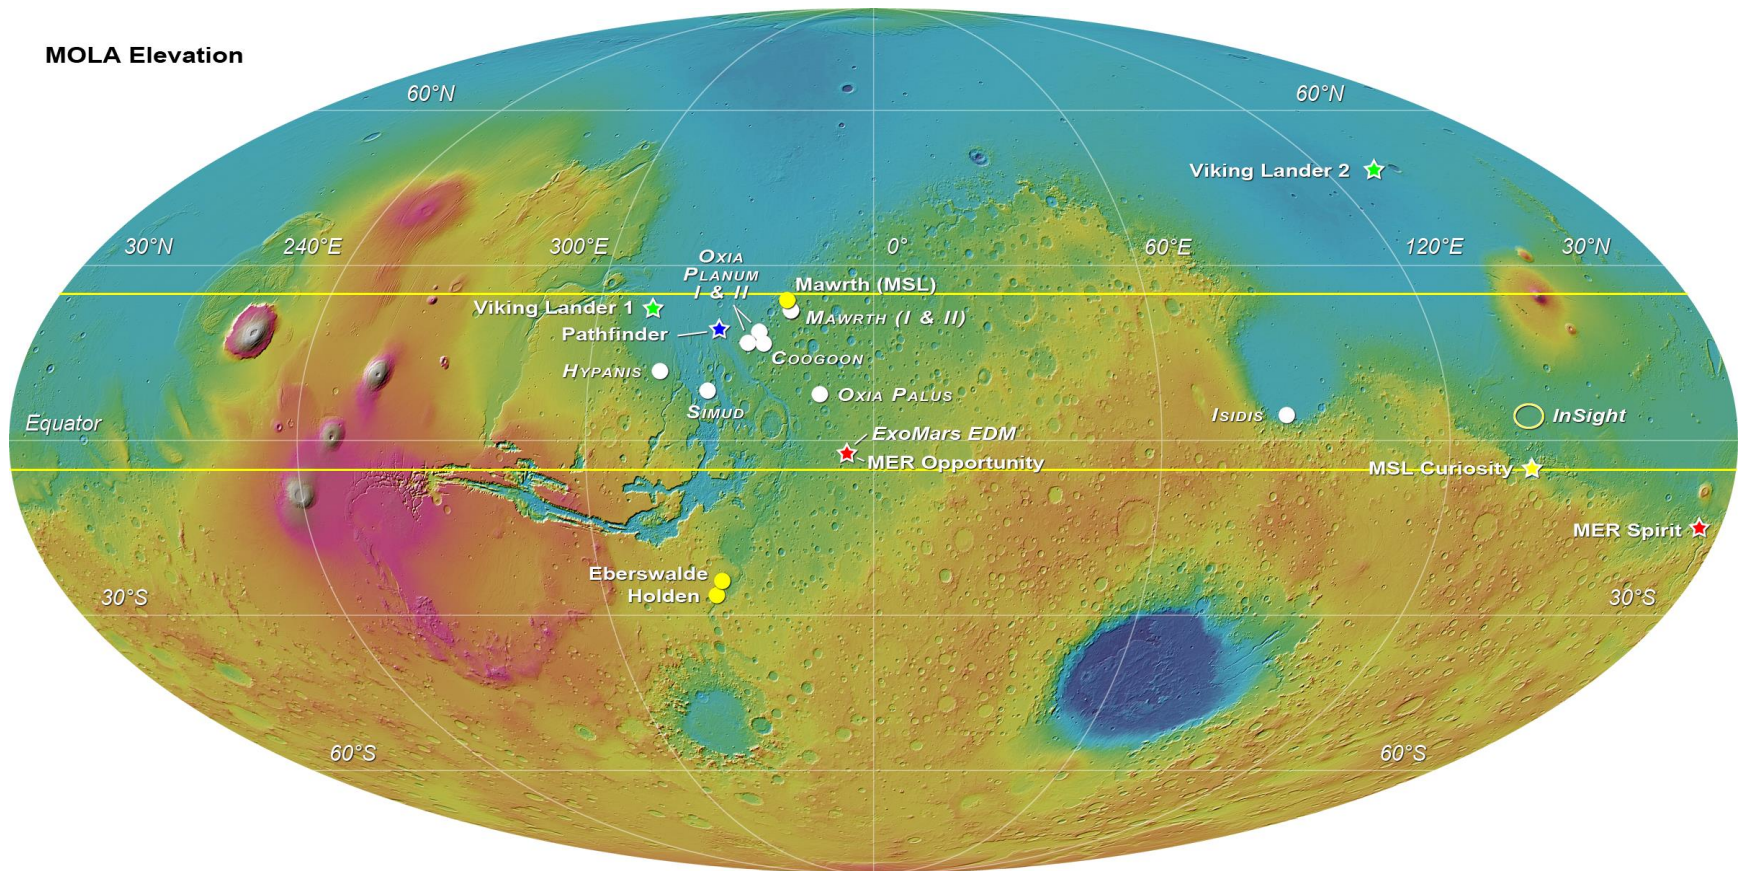 MOLA Elevation
60°N
60°N
Viking Lander 2
30°N
240°E
300°E
0°
60°E
120°E
30°N
OXIA
PLANUM
I & II
Mawrth (MSL)
Viking Lander 1
MAWRTH (I & II)
Pathfinder
COOGOON
HYPANIS
OXIA PALUS
SIMUD
ISIDIS
InSight
Equator
ExoMars EDM
MER Opportunity
MSL Curiosity
MER Spirit
Eberswalde
Holden
30°S
30°S
60°S
60°S